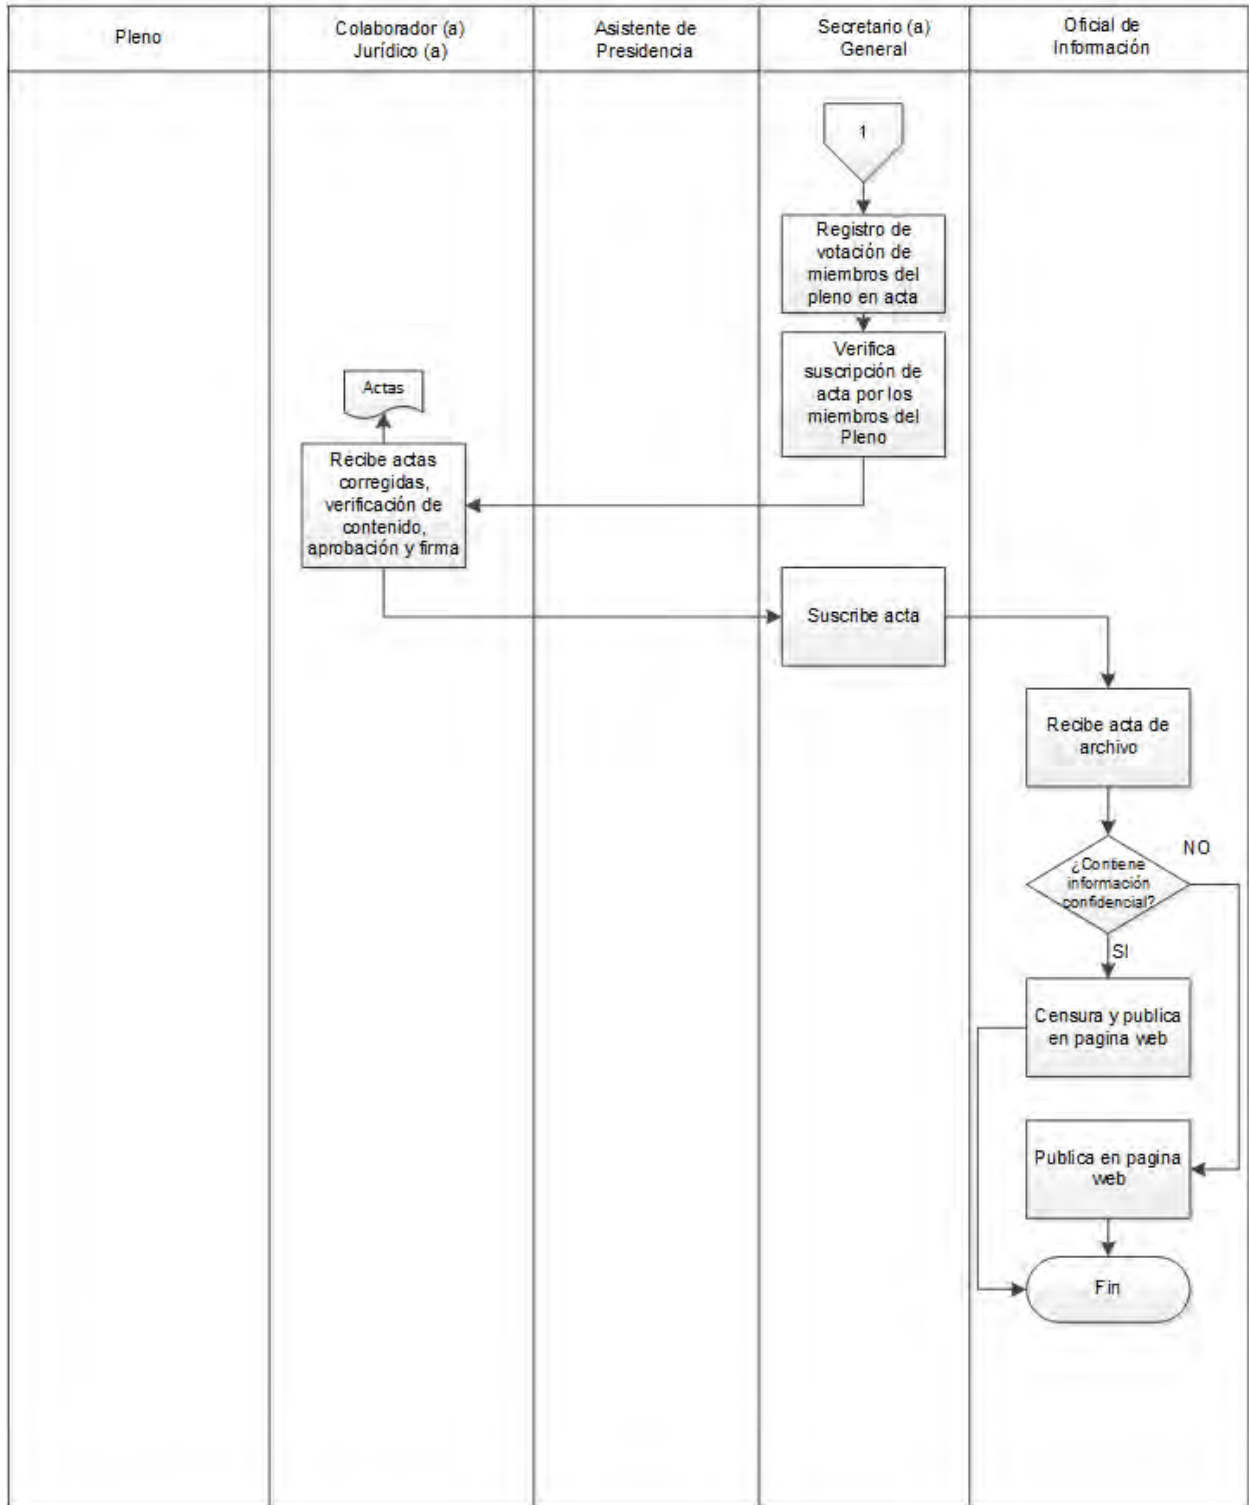 Pleno
Colaborador (a)
Jurídico (a)
Asistente de
Presidencia
Secretario (a)
General
Oficial de
Información
1
Registro de
votación de
miembros del
pleno en acta
Verifica
suscripción de
acta por los
miembros del
Pleno
Actas
Recibe actas
corregidas,
verificación de
contenido,
aprobación y firma
Suscribe acta
Recibe acta de
archivo
¿Contiene
información
confidencial?
NO
SI
Censura y publica
en pagina web
Publica en pagina
web
Fin